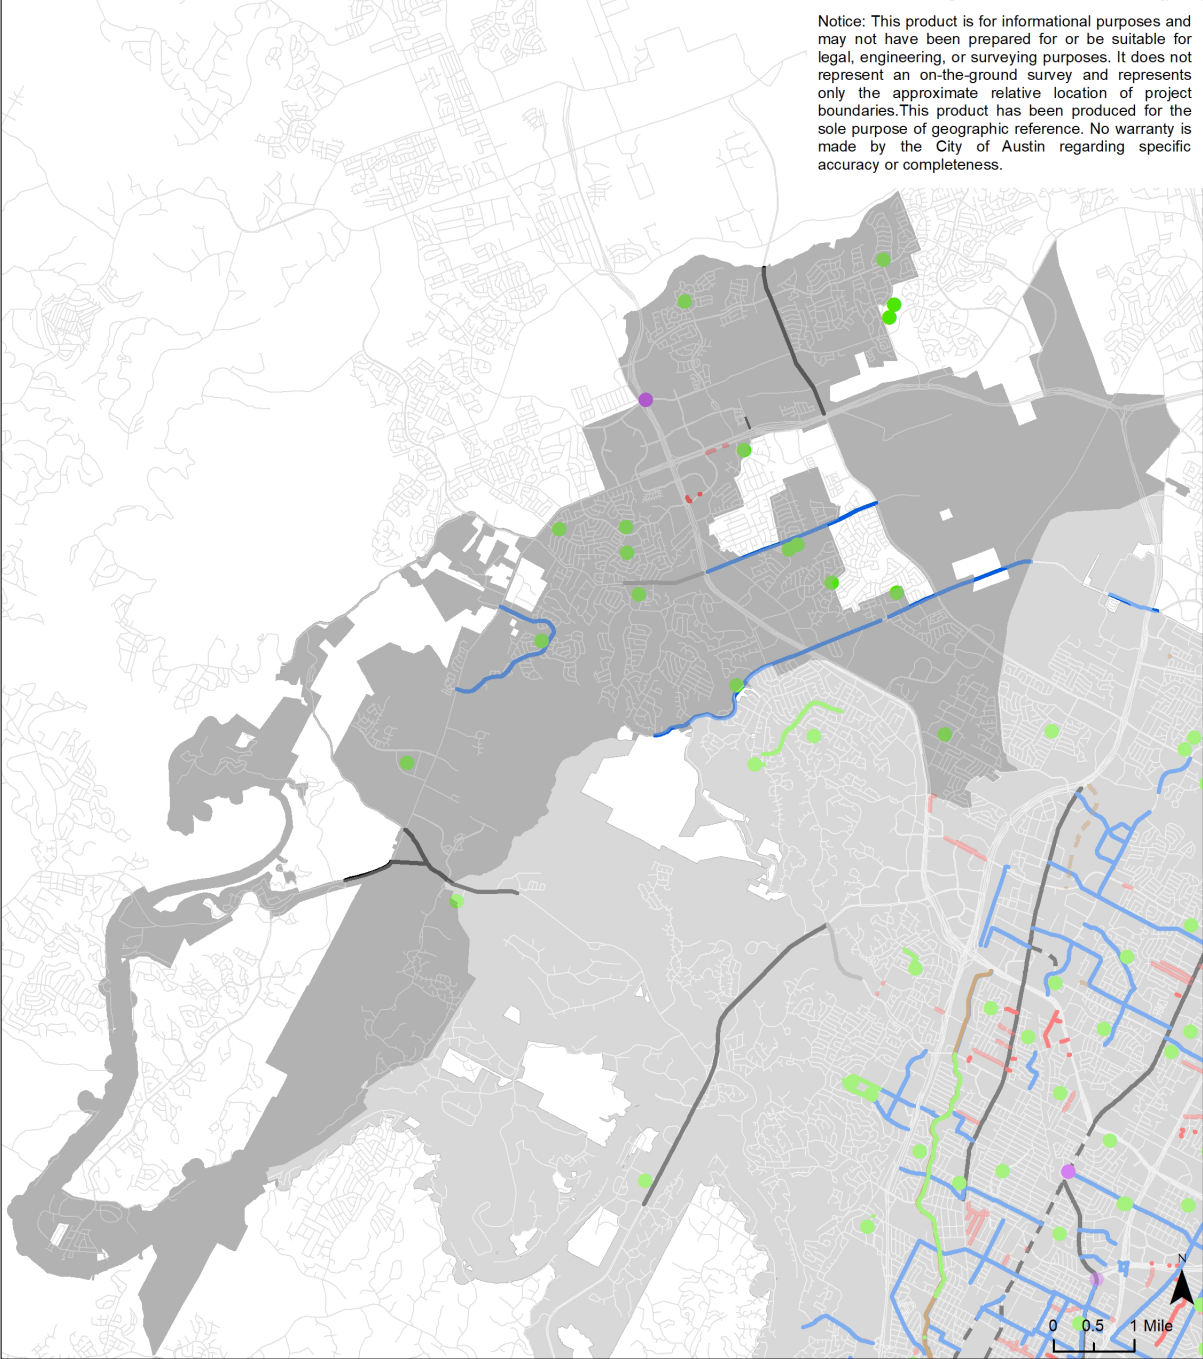 Notice: This product is for informational purposes and
may not have been prepared for or be suitable for
legal, engineering, or surveying purposes. It does not
represent an on-the-ground survey and represents
only the approximate relative location of project
boundaries.This product has been produced for the
sole purpose of geographic reference. No warranty is
made by the City of Austin regarding specific
accuracy or completeness.
N
0 0.5 1 Mile